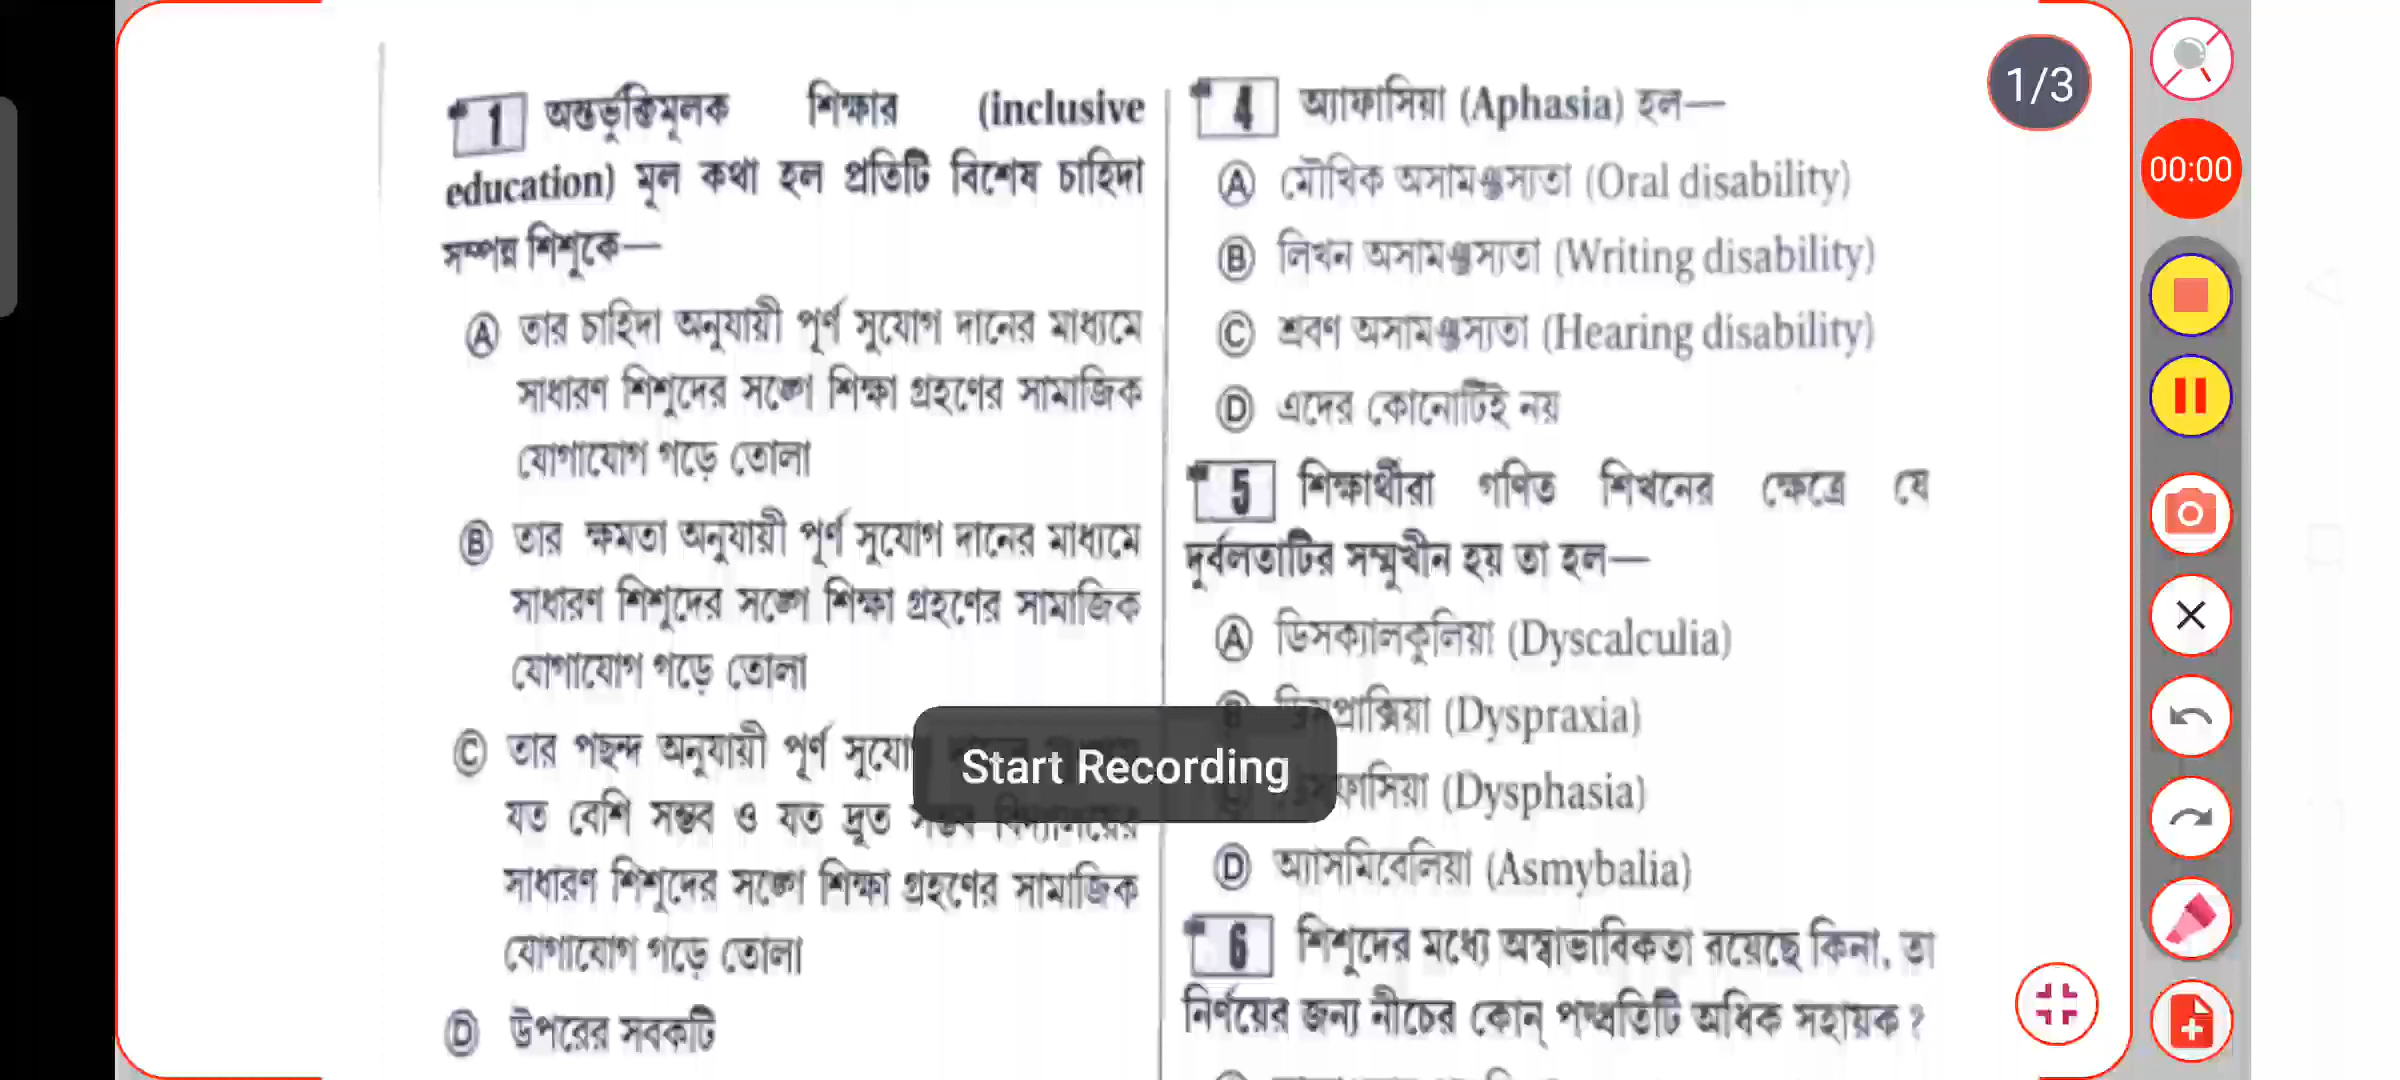 1 অন্তর্ভুক্তিমূলক শিক্ষার (inclusive
education) মূল কথা হল প্রতিটি বিশেষ চাহিদা
সম্পন্ন শিশুকে—
Ⓐ তার চাহিদা অনুযায়ী পূর্ণ সুযোগ দানের মাধ্যমে
সাধারণ শিশুদের সঙ্গে শিক্ষা গ্রহণের সামাজিক
যোগাযোগ গড়ে তোলা
Ⓑ তার ক্ষমতা অনুযায়ী পূর্ণ সুযোগ দানের মাধ্যমে
সাধারণ শিশুদের সঙ্গে শিক্ষা গ্রহণের সামাজিক
যোগাযোগ গড়ে তোলা
Ⓒ তার পছন্দ অনুযায়ী পূর্ণ
যত বেশি সম্ভব ও যত দ্রুত
সাধারণ শিশুদের সঙ্গে শিক্ষা গ্রহণের সামাজিক
যোগাযোগ গড়ে তোলা
Ⓓ উপরের সবকটি
4 অ্যাফাসিয়া (Aphasia) হল—
Ⓐ মৌখিক অসামঞ্জস্যতা (Oral disability)
Ⓑ লিখন অসামঞ্জস্যতা (Writing disability)
Ⓒ শ্রবণ অসামঞ্জস্যতা (Hearing disability)
Ⓓ এদের কোনোটিই নয়
5 শিক্ষার্থীরা গণিত শিখনের ক্ষেত্রে যে
দুর্বলতাটির সম্মুখীন হয় তা হল—
Ⓐ ডিসক্যালকুলিয়া (Dyscalculia)
(Dyspraxia)
(Dysphasia)
Ⓓ অ্যাসমিবেলিয়া (Asmybalia)
6 শিশুদের মধ্যে অস্বাভাবিকতা রয়েছে কিনা, তা
নির্ণয়ের জন্য নীচের কোন্ পদ্ধতিটি অধিক সহায়ক ?
Start Recording
1/3
00:00